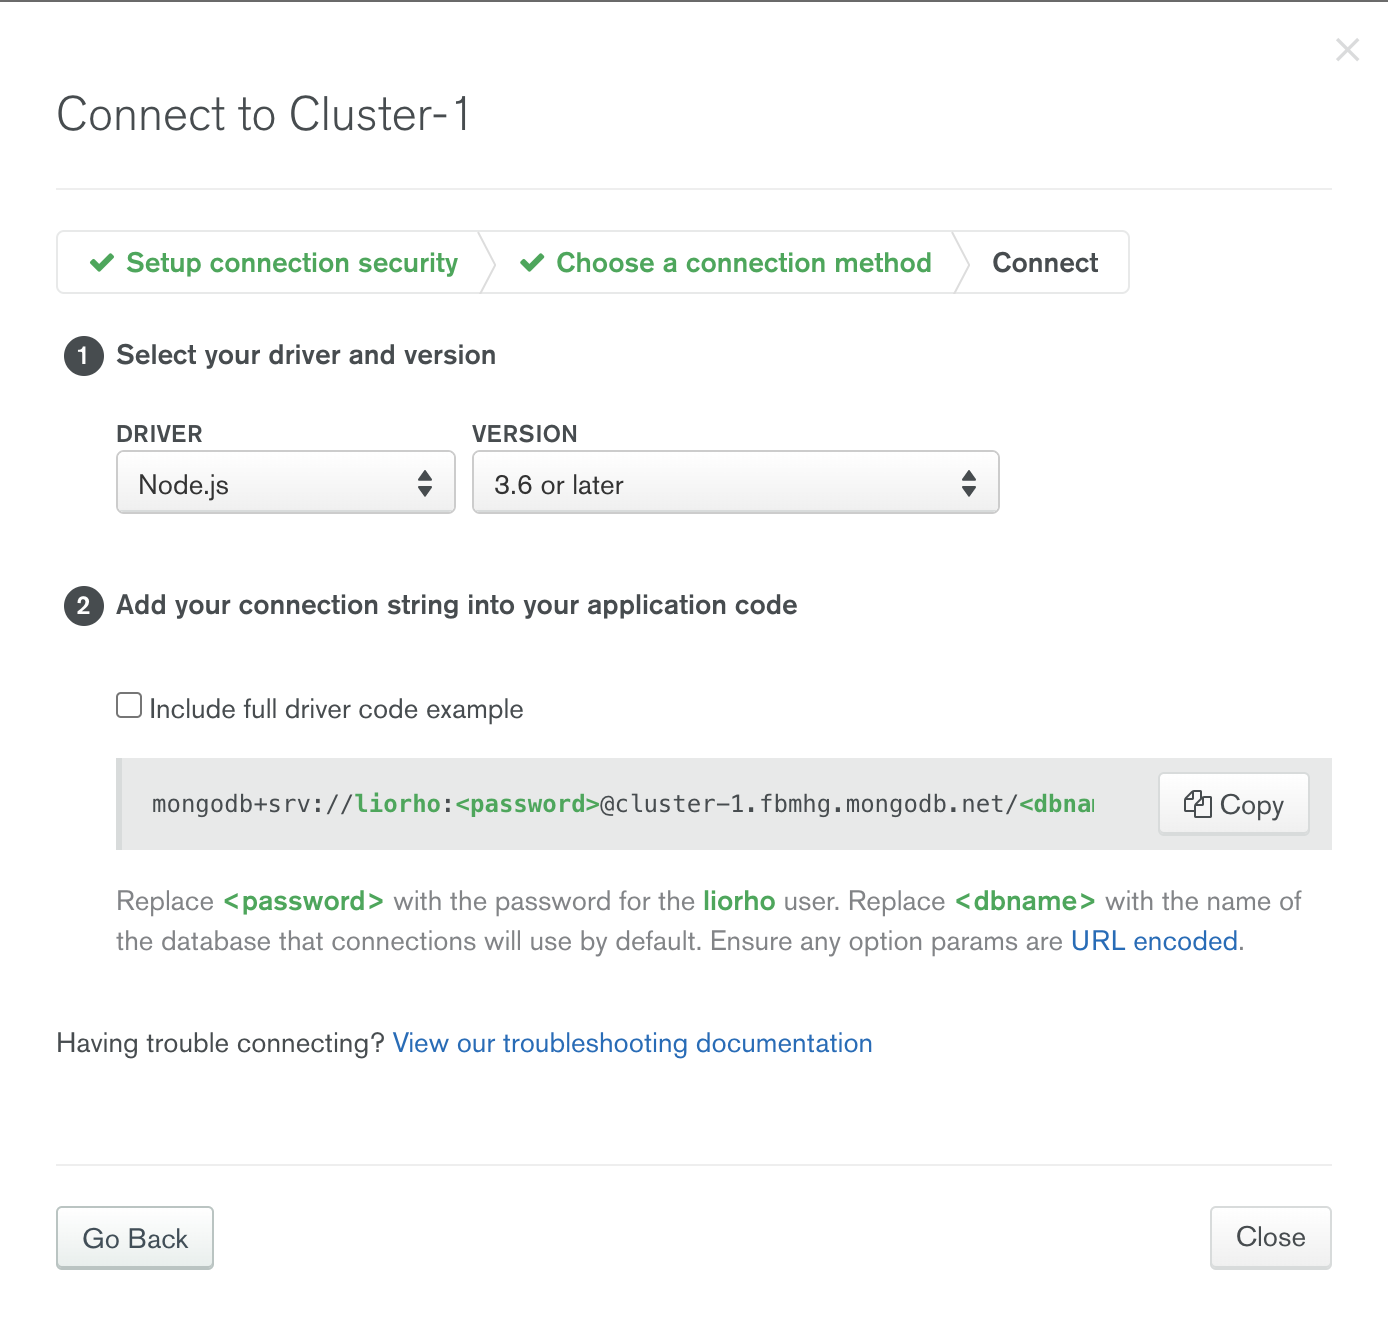 Connect to Cluster-1
Setup connection security
Choose a connection method
Connect
1 Select your driver and version
DRIVER
VERSION
Node.js
3.6 or later
2 Add your connection string into your application code
Include full driver code example
mongodb+srv://liorho:<password>@cluster-1.fbmhg.mongodb.net/<dbna
Copy
Replace <password> with the password for the liorho user. Replace <dbname> with the name of
the database that connections will use by default. Ensure any option params are URL encoded.
Having trouble connecting? View our troubleshooting documentation
Go Back
Close